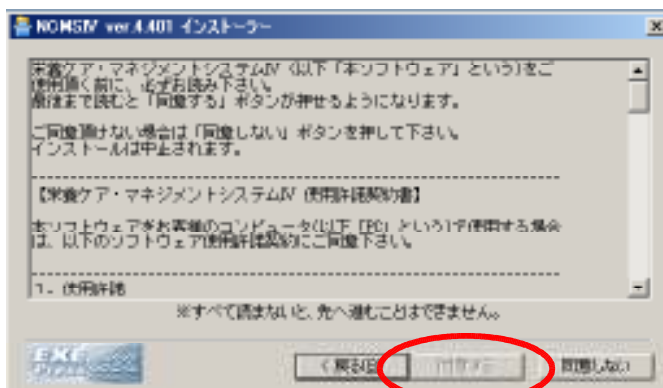 NCMSIV ver.4.401 インストーラー
栄養ケア・マネジメントシステムIV (以下「本ソフトウェア」という)をご
使用頂く前に、必ずお読み下さい。
最後まで読むと「同意する」ボタンが押せるようになります。
ご同意頂けない場合は「同意しない」ボタンを押して下さい。
インストールは中止されます。
【栄養ケア・マネジメントシステムIV 使用許諾契約書】
本ソフトウェアをお客様のコンピュータ(以下「PC」という)で使用する場合
は、以下のソフトウェア使用許諾契約にご同意下さい。
1. 使用許諾
※すべて読まないと、先へ進むことはできません。
EXE
< 戻る(B) 同意する 同意しない